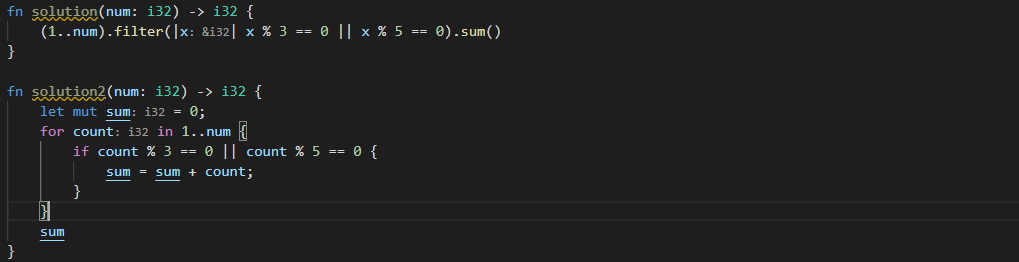 fn solution(num: i32) -> i32 {
    (1..num).filter(|x: &i32| x % 3 == 0 || x % 5 == 0).sum()
}

fn solution2(num: i32) -> i32 {
    let mut sum: i32 = 0;
    for count: i32 in 1..num {
        if count % 3 == 0 || count % 5 == 0 {
            sum = sum + count;
        }
    }
    sum
}